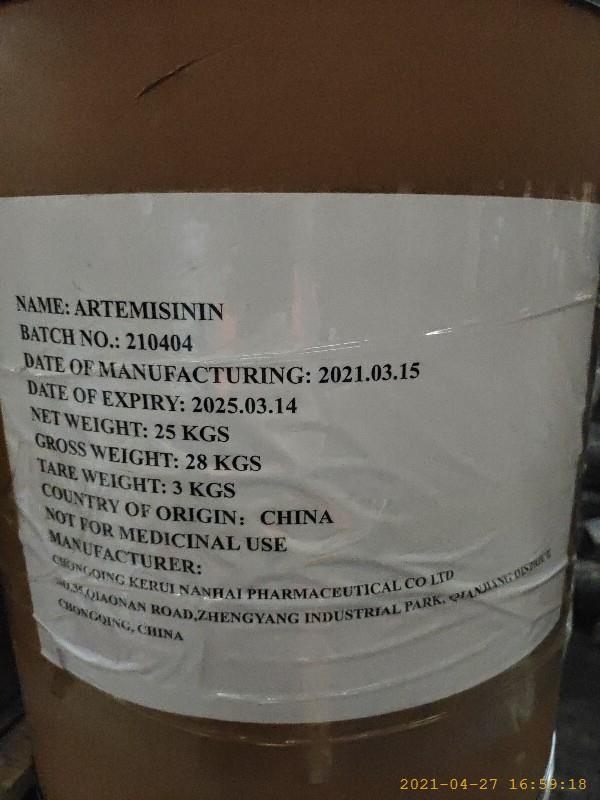 NAME: ARTEMISININ
BATCH NO.: 210404
DATE OF MANUFACTURING: 2021.03.15
DATE OF EXPIRY: 2025.03.14
NET WEIGHT: 25 KGS
GROSS WEIGHT: 28 KGS
TARE WEIGHT: 3 KGS
COUNTRY OF ORIGIN: CHINA
NOT FOR MEDICINAL USE
MANUFACTURER:
CHONGQING KERUI NANHAI PHARMACEUTICAL CO LTD
QIAONAN ROAD,ZHENGYANG INDUSTRIAL PARK, QIANJIANG DISTRICT
CHONGQING, CHINA
2021-04-27 16:59:18